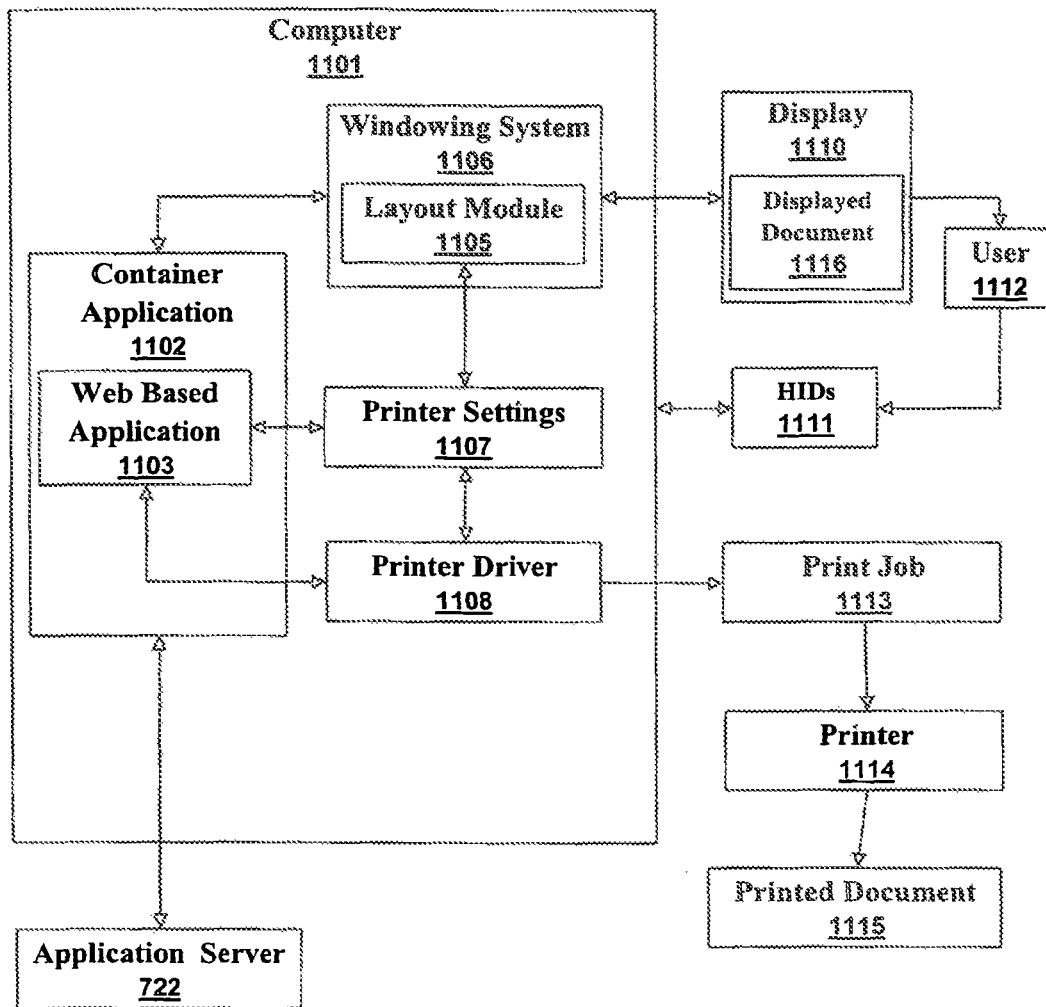 Computer
1101
Windowing System
1106
Layout Module
1105
Display
1110
Displayed
Document
1116
User
1112
Container
Application
1102
Web Based
Application
1103
Printer Settings
1107
HIDs
1111
Printer Driver
1108
Print Job
1113
Printer
1114
Printed Document
1115
Application Server
722